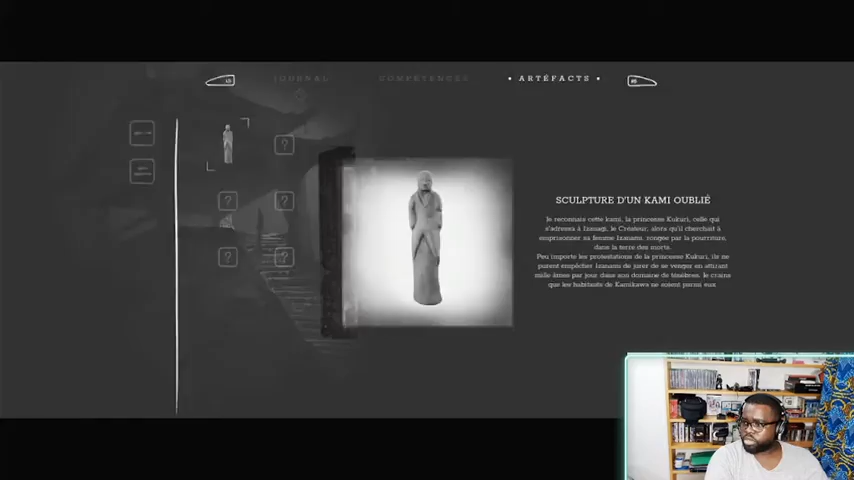 JOURNAL
COMPÉTENCES
• ARTÉFACTS •
?
? ?
? ?
SCULPTURE D'UN KAMI OUBLIÉ
Je reconnais cette kami, la princesse Kukuri, celle qui
s'adressa à Izanagi, le Créateur, alors qu'il cherchait à
emprisonner sa femme Izanami, rongée par la pourriture,
dans la terre des morts.
Peu importe les protestations de la princesse Kukuri, ils ne
purent empêcher Izanami de jurer de se venger en attirant
mille âmes par jour dans son domaine de ténèbres. Je crains
que les habitants de Kamikawa ne soient parmi eux.